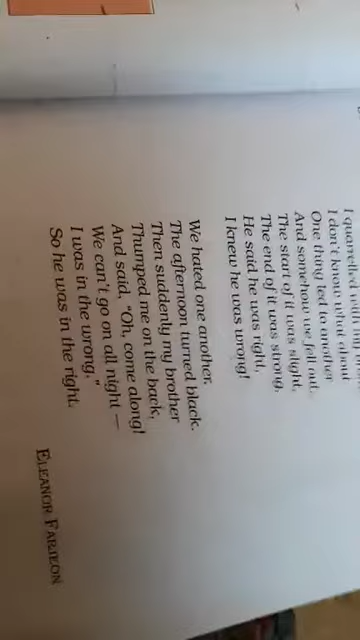 I quarrelled
I don't know what about
One thing led to another
And somehow we fell out.
The start of it was slight,
The end of it was strong,
He said he was right,
I knew he was wrong!
We hated one another.
The afternoon turned black.
Then suddenly my brother
Thumped me on the back,
And said, "Oh, come along!
We can't go on all night —
I was in the wrong."
So he was in the right.
ELEANOR FARJEON